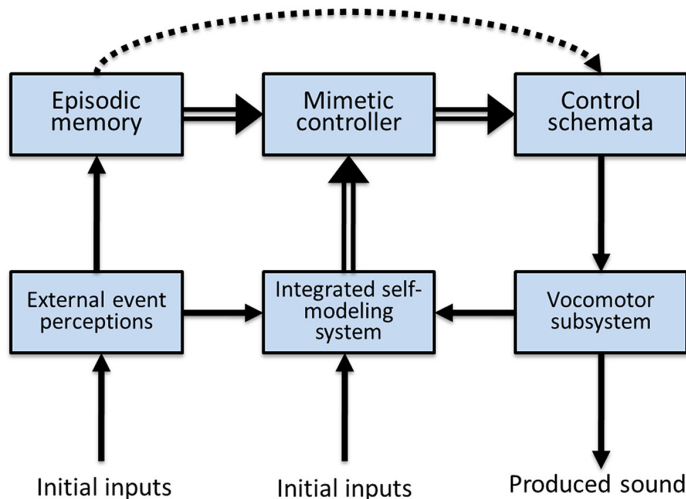 Episodic
memory
Mimetic
controller
Control
schemata
External event
perceptions
Integrated self-
modeling
system
Vocomotor
subsystem
Initial inputs
Initial inputs
Produced sound